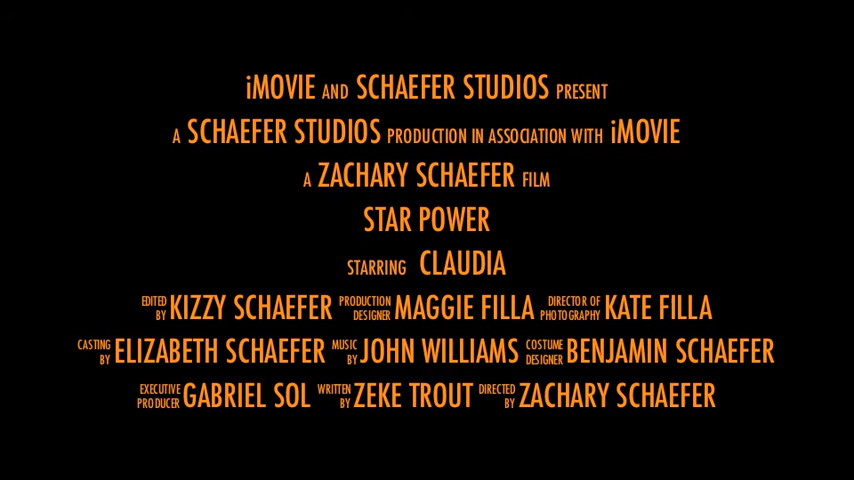 iMOVIE AND SCHAEFER STUDIOS PRESENT
A SCHAEFER STUDIOS PRODUCTION IN ASSOCIATION WITH iMOVIE
A ZACHARY SCHAEFER FILM
STAR POWER
STARRING CLAUDIA
EDITED BY KIZZY SCHAEFER PRODUCTION DESIGNER MAGGIE FILLA DIRECTOR OF PHOTOGRAPHY KATE FILLA
CASTING BY ELIZABETH SCHAEFER MUSIC BY JOHN WILLIAMS COSTUME DESIGNER BENJAMIN SCHAEFER
EXECUTIVE PRODUCER GABRIEL SOL WRITTEN BY ZEKE TROUT DIRECTED BY ZACHARY SCHAEFER